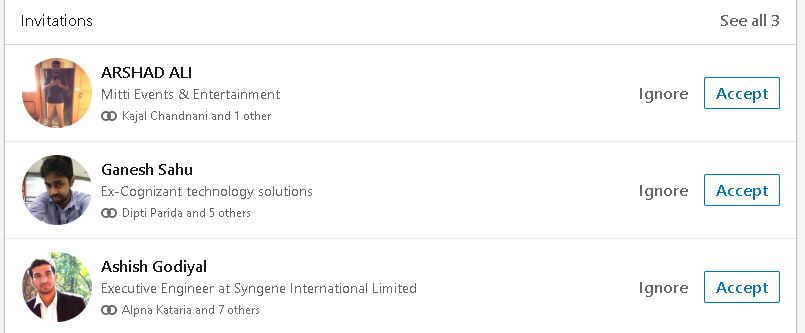 Invitations
See all 3
ARSHAD ALI
Mitti Events & Entertainment
Kajal Chandnani and 1 other
Ignore
Accept
Ganesh Sahu
Ex-Cognizant technology solutions
Dipti Parida and 5 others
Ignore
Accept
Ashish Godiyal
Executive Engineer at Syngene International Limited
Alpna Kataria and 7 others
Ignore
Accept